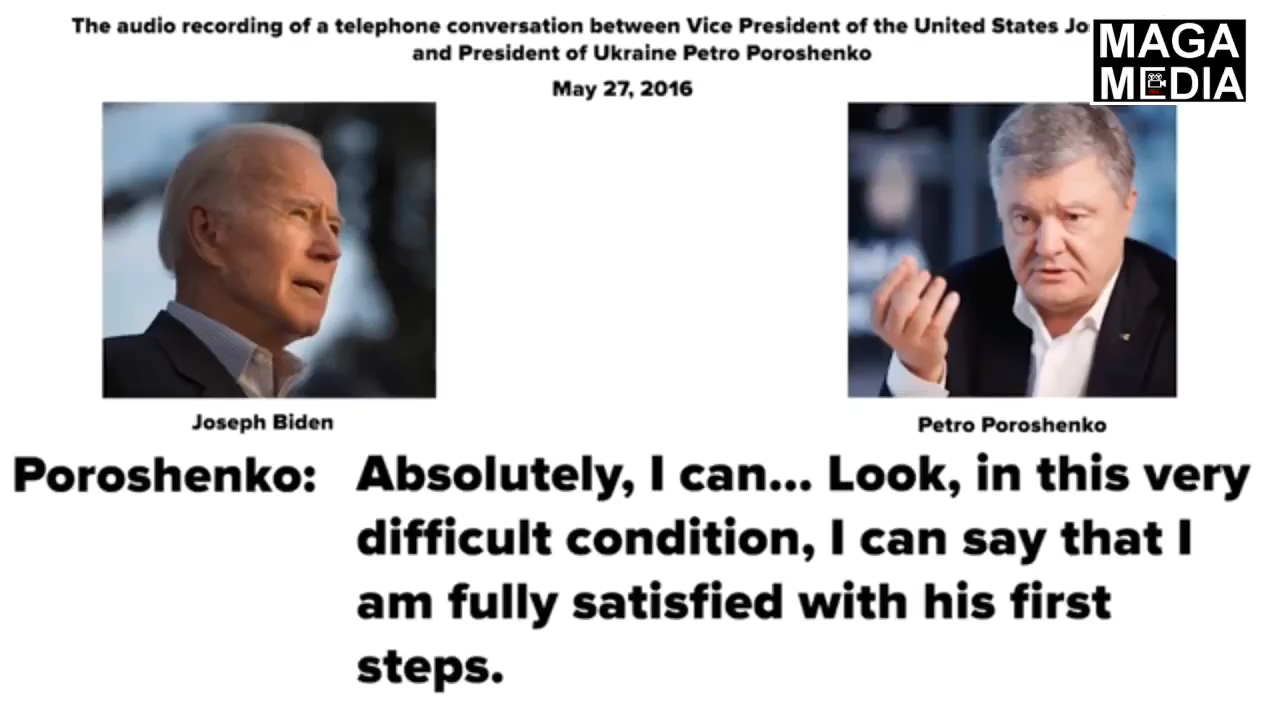 The audio recording of a telephone conversation between Vice President of the United States
and President of Ukraine Petro Poroshenko
May 27, 2016
MAGA
MEDIA
Joseph Biden
Petro Poroshenko
Poroshenko: Absolutely, I can... Look, in this very
difficult condition, I can say that I
am fully satisfied with his first
steps.